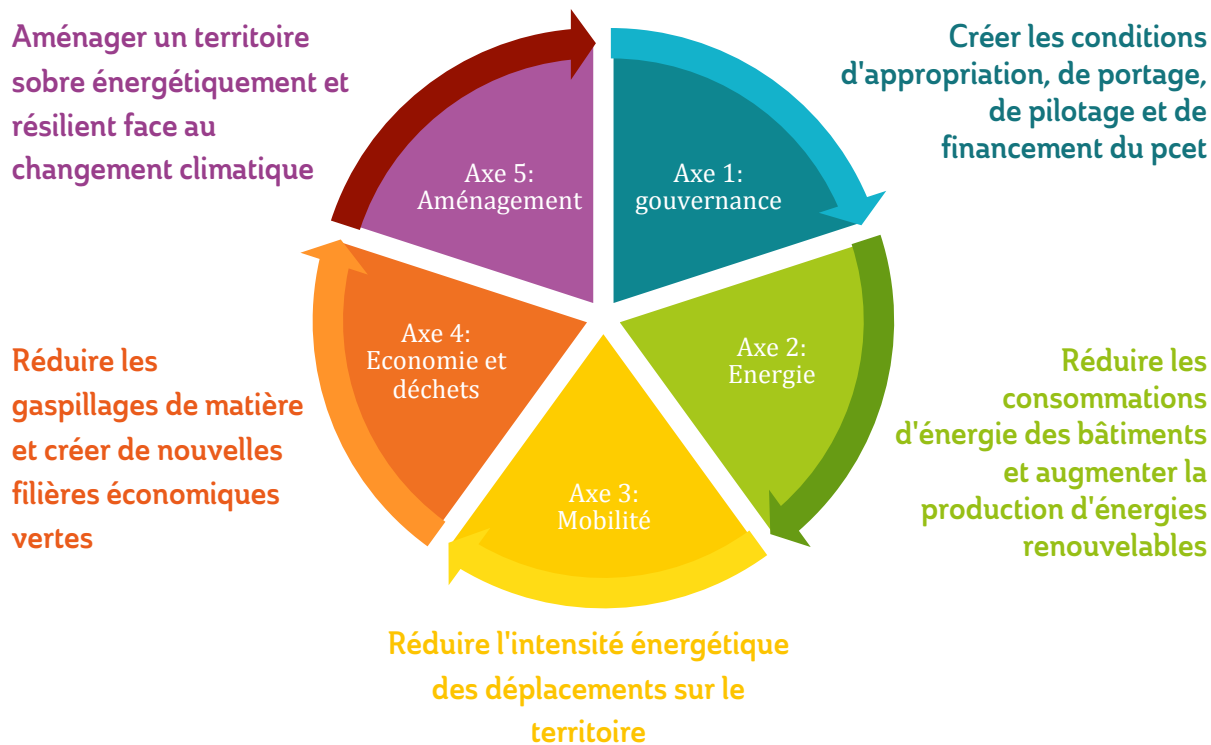 Aménager un territoire
sobre énergétiquement et
résilient face au
changement climatique
Créer les conditions
d'appropriation, de portage,
de pilotage et de
financement du pcet
Axe 5:
Aménagement
Axe 1:
gouvernance
Axe 4:
Economie et
déchets
Axe 2:
Energie
Axe 3:
Mobilité
Réduire les
gaspillages de matière
et créer de nouvelles
filières économiques
vertes
Réduire les
consommations
d'énergie des bâtiments
et augmenter la
production d'énergies
renouvelables
Réduire l'intensité énergétique
des déplacements sur le
territoire